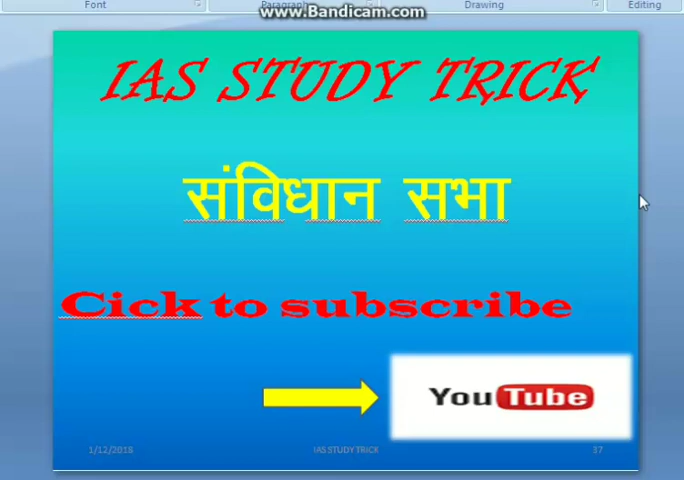 Font Paragraph Drawing Editing
www.Bandicam.com
IAS STUDY TRICK
संविधान सभा
Cick to subscribe
YouTube
1/12/2018 IAS STUDY TRICK 37